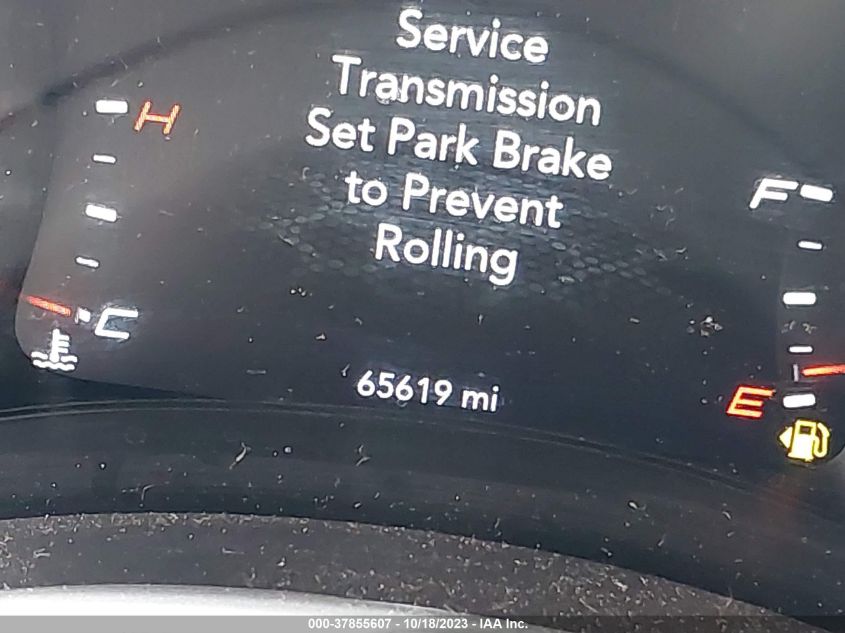 Service
Transmission
Set Park Brake
to Prevent
Rolling
H
F
C
65619 mi
E
000-37855607 - 10/18/2023 - IAA Inc.